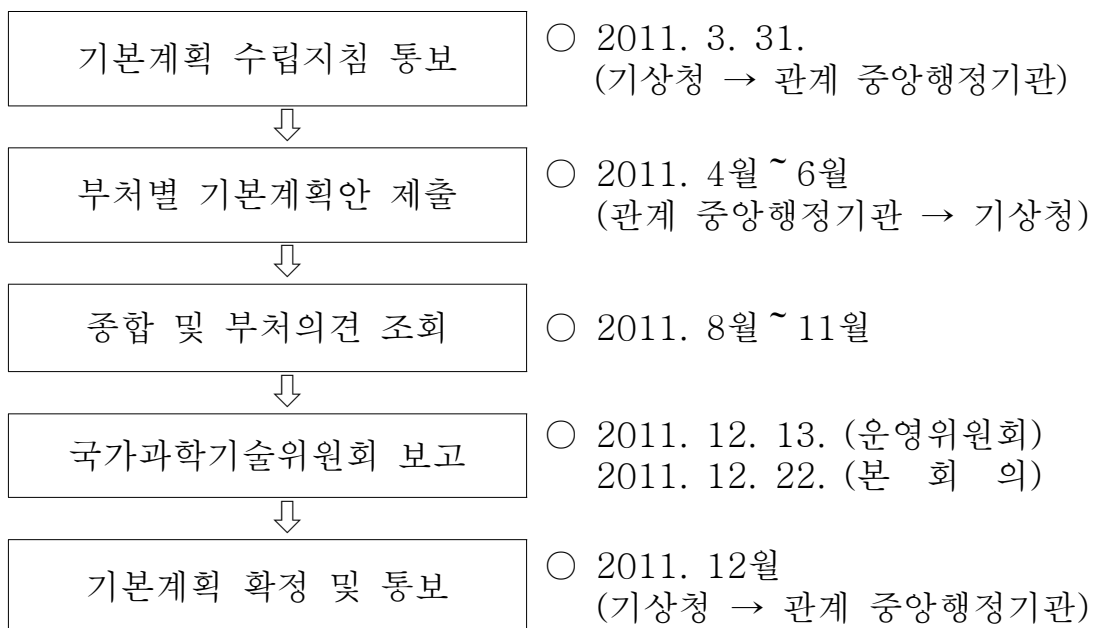 기본계획 수립지침 통보
○ 2011. 3. 31.
(기상청 → 관계 중앙행정기관)
⇩
부처별 기본계획안 제출
○ 2011. 4월 ~ 6월
(관계 중앙행정기관 → 기상청)
⇩
종합 및 부처의견 조회
○ 2011. 8월 ~ 11월
⇩
국가과학기술위원회 보고
○ 2011. 12. 13. (운영위원회)
2011. 12. 22. (본 회 의)
⇩
기본계획 확정 및 통보
○ 2011. 12월
(기상청 → 관계 중앙행정기관)